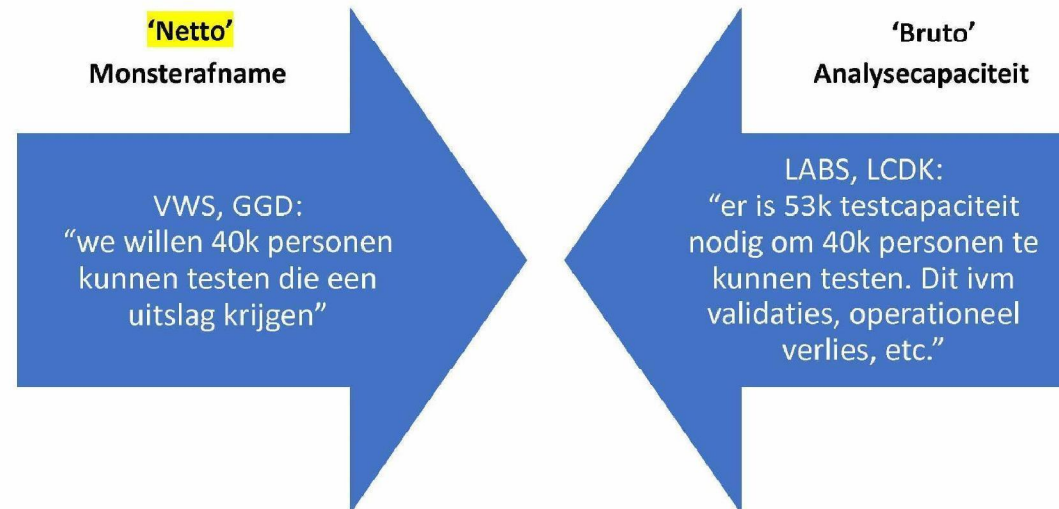 ‘Netto’
Monsterafname
VWS, GGD:
“we willen 40k personen
kunnen testen die een
uitslag krijgen”
‘Bruto’
Analysecapaciteit
LABS, LCDK:
“er is 53k testcapaciteit
nodig om 40k personen te
kunnen testen. Dit ivm
validaties, operationeel
verlies, etc.”